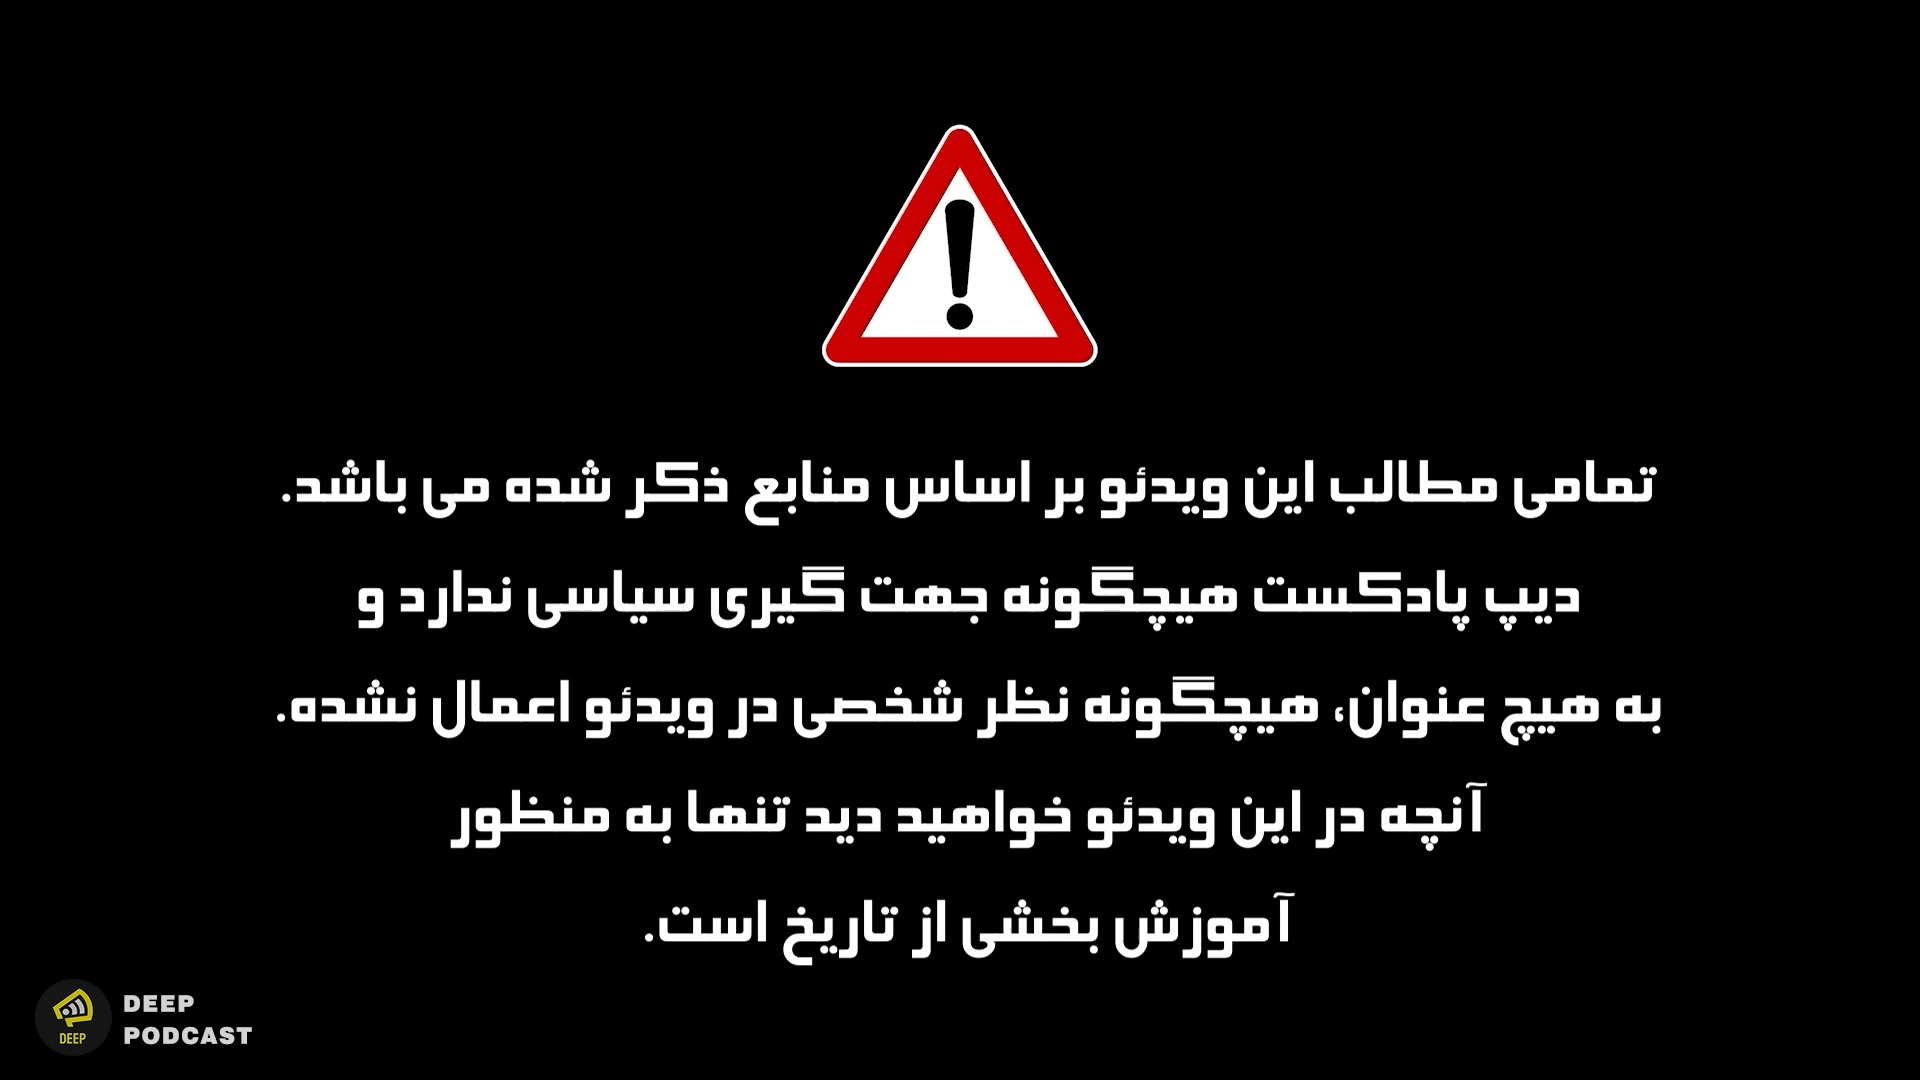 تمامی مطالب این ویدئو بر اساس منابع ذکر شده می باشد.
دیپ پادکست هیچگونه جهت گیری سیاسی ندارد و
به هیچ عنوان، هیچگونه نظر شخصی در ویدئو اعمال نشده.
آنچه در این ویدئو خواهید دید تنها به منظور
آموزش بخشی از تاریخ است.
DEEP
DEEP
PODCAST